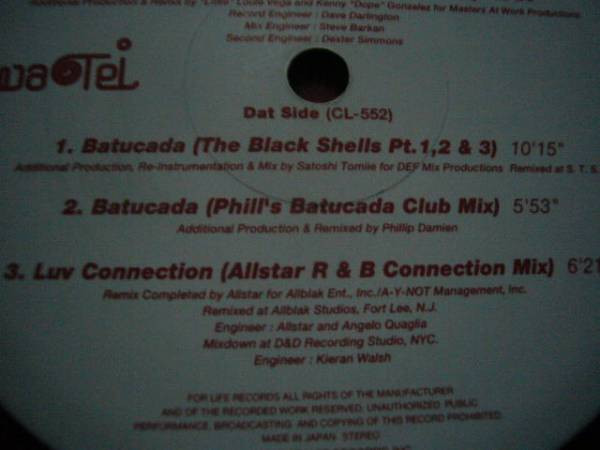 Additional Production & Remix by "Little" Louie Vega and Kenny "Dope" Gonzalez for Masters At Work Productions
Record Engineer : Dave Darlington
Mix Engineer : Steve Barkan
Second Engineer : Dexter Simmons
Dat Side (CL-552)
1. Batucada (The Black Shells Pt. 1, 2 & 3) 10'15"
Additional Production, Re-Instrumentation & Mix by Satoshi Tomiie for DEF Mix Productions Remixed at S. T. S.
2. Batucada (Phill's Batucada Club Mix) 5'53"
Additional Production & Remixed by Phillip Damien
3. Luv Connection (Allstar R & B Connection Mix) 6'21
Remix Completed by Allstar for Allblak Ent., Inc./A-Y-NOT Management, Inc.
Remixed at Allblak Studios, Fort Lee, N.J.
Engineer : Allstar and Angelo Quaglia
Mixdown at D&D Recording Studio, NYC.
Engineer : Kieran Walsh
FOR LIFE RECORDS ALL RIGHTS OF THE MANUFACTURER
AND OF THE RECORDED WORK RESERVED. UNAUTHORIZED PUBLIC
PERFORMANCE, BROADCASTING AND COPYING OF THIS RECORD PROHIBITED.
MADE IN JAPAN STEREO